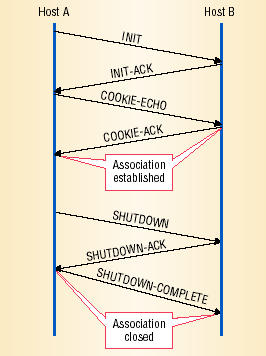 Host A Host B
INIT
INIT-ACK
COOKIE-ECHO
COOKIE-ACK
Association
established
SHUTDOWN
SHUTDOWN-ACK
SHUTDOWN-COMPLETE
Association
closed